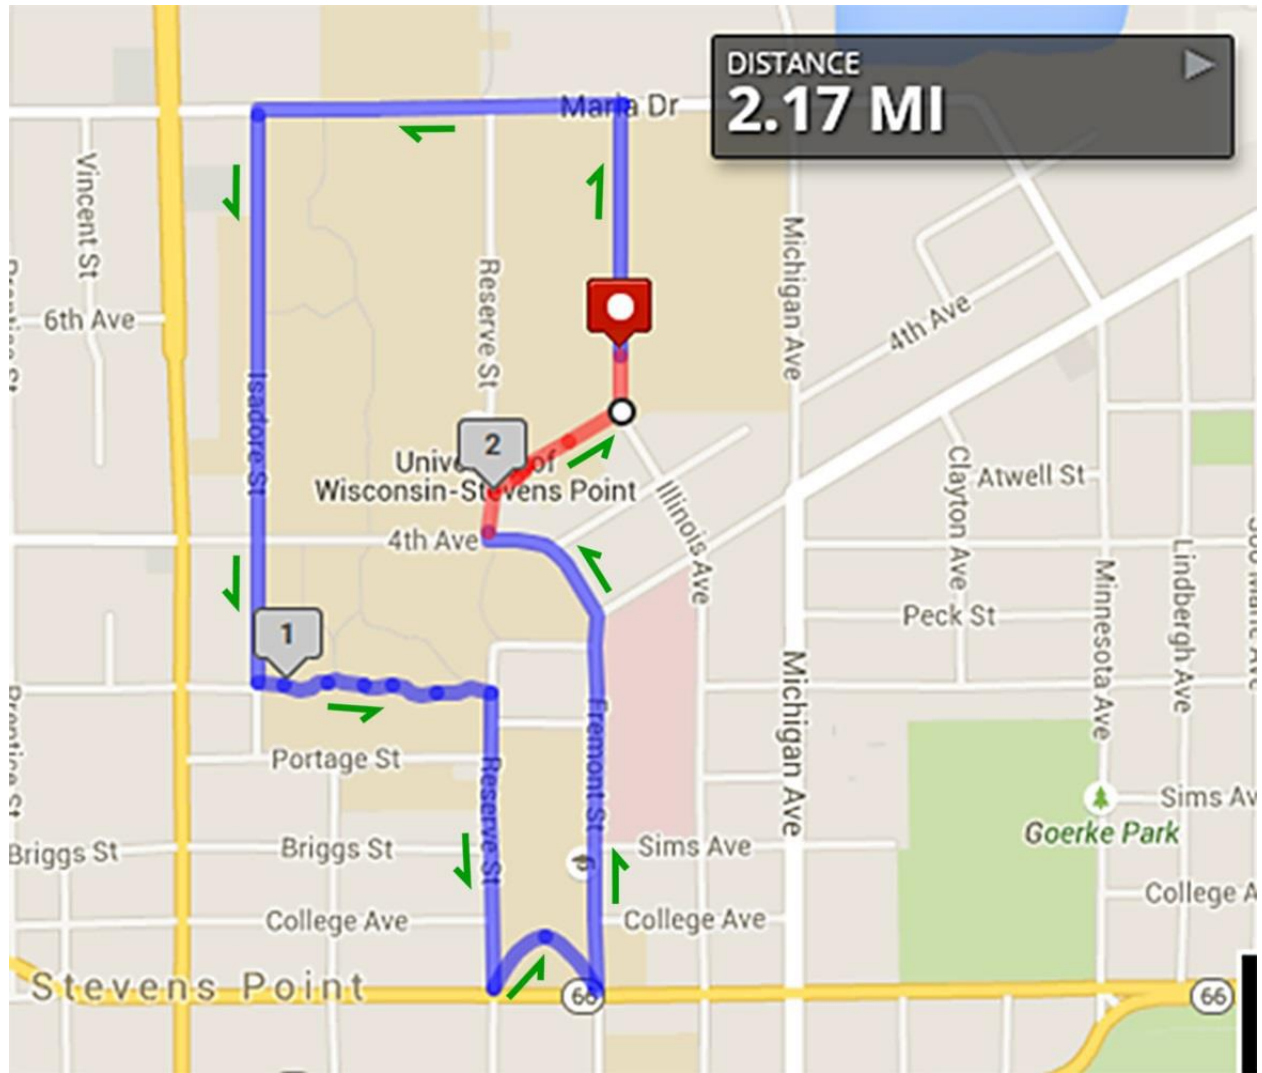 DISTANCE
2.17 MI
Maria Dr
Vincent St
6th Ave
Reserve St
Michigan Ave
4th Ave
Isadore St
2
University of
Wisconsin-Stevens Point
4th Ave
Illinois Ave
Clayton Ave
Atwell St
Minnesota Ave
Lindbergh Ave
Peck St
1
Portage St
Reserve St
Fremont St
Michigan Ave
Briggs St
Briggs St
Sims Ave
Goerke Park
Sims Av
College Ave
College Ave
College A
Stevens Point
66
66